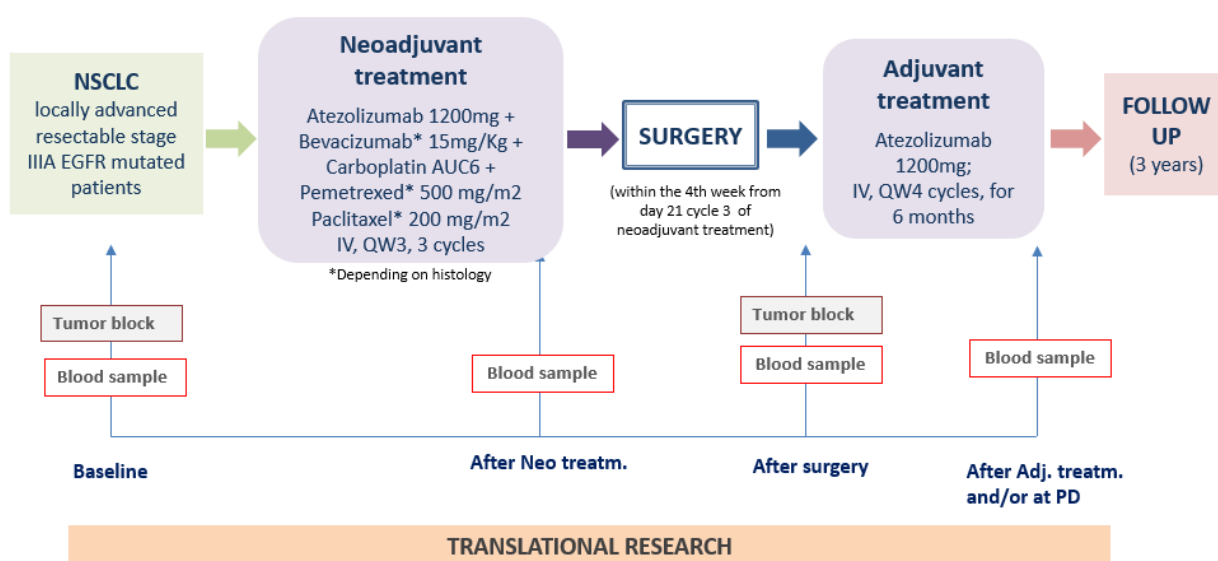 NSCLC
locally advanced
resectable stage
IIIA EGFR mutated
patients
Neoadjuvant
treatment
Atezolizumab 1200mg +
Bevacizumab* 15mg/Kg +
Carboplatin AUC6 +
Pemetrexed* 500 mg/m2
Paclitaxel* 200 mg/m2
IV, QW3, 3 cycles
*Depending on histology
SURGERY
(within the 4th week from
day 21 cycle 3 of
neoadjuvant treatment)
Adjuvant
treatment
Atezolizumab
1200mg;
IV, QW4 cycles, for
6 months
FOLLOW
UP
(3 years)
Tumor block
Blood sample
Blood sample
Tumor block
Blood sample
Blood sample
Baseline
After Neo treatm.
After surgery
After Adj. treatm.
and/or at PD
TRANSLATIONAL RESEARCH